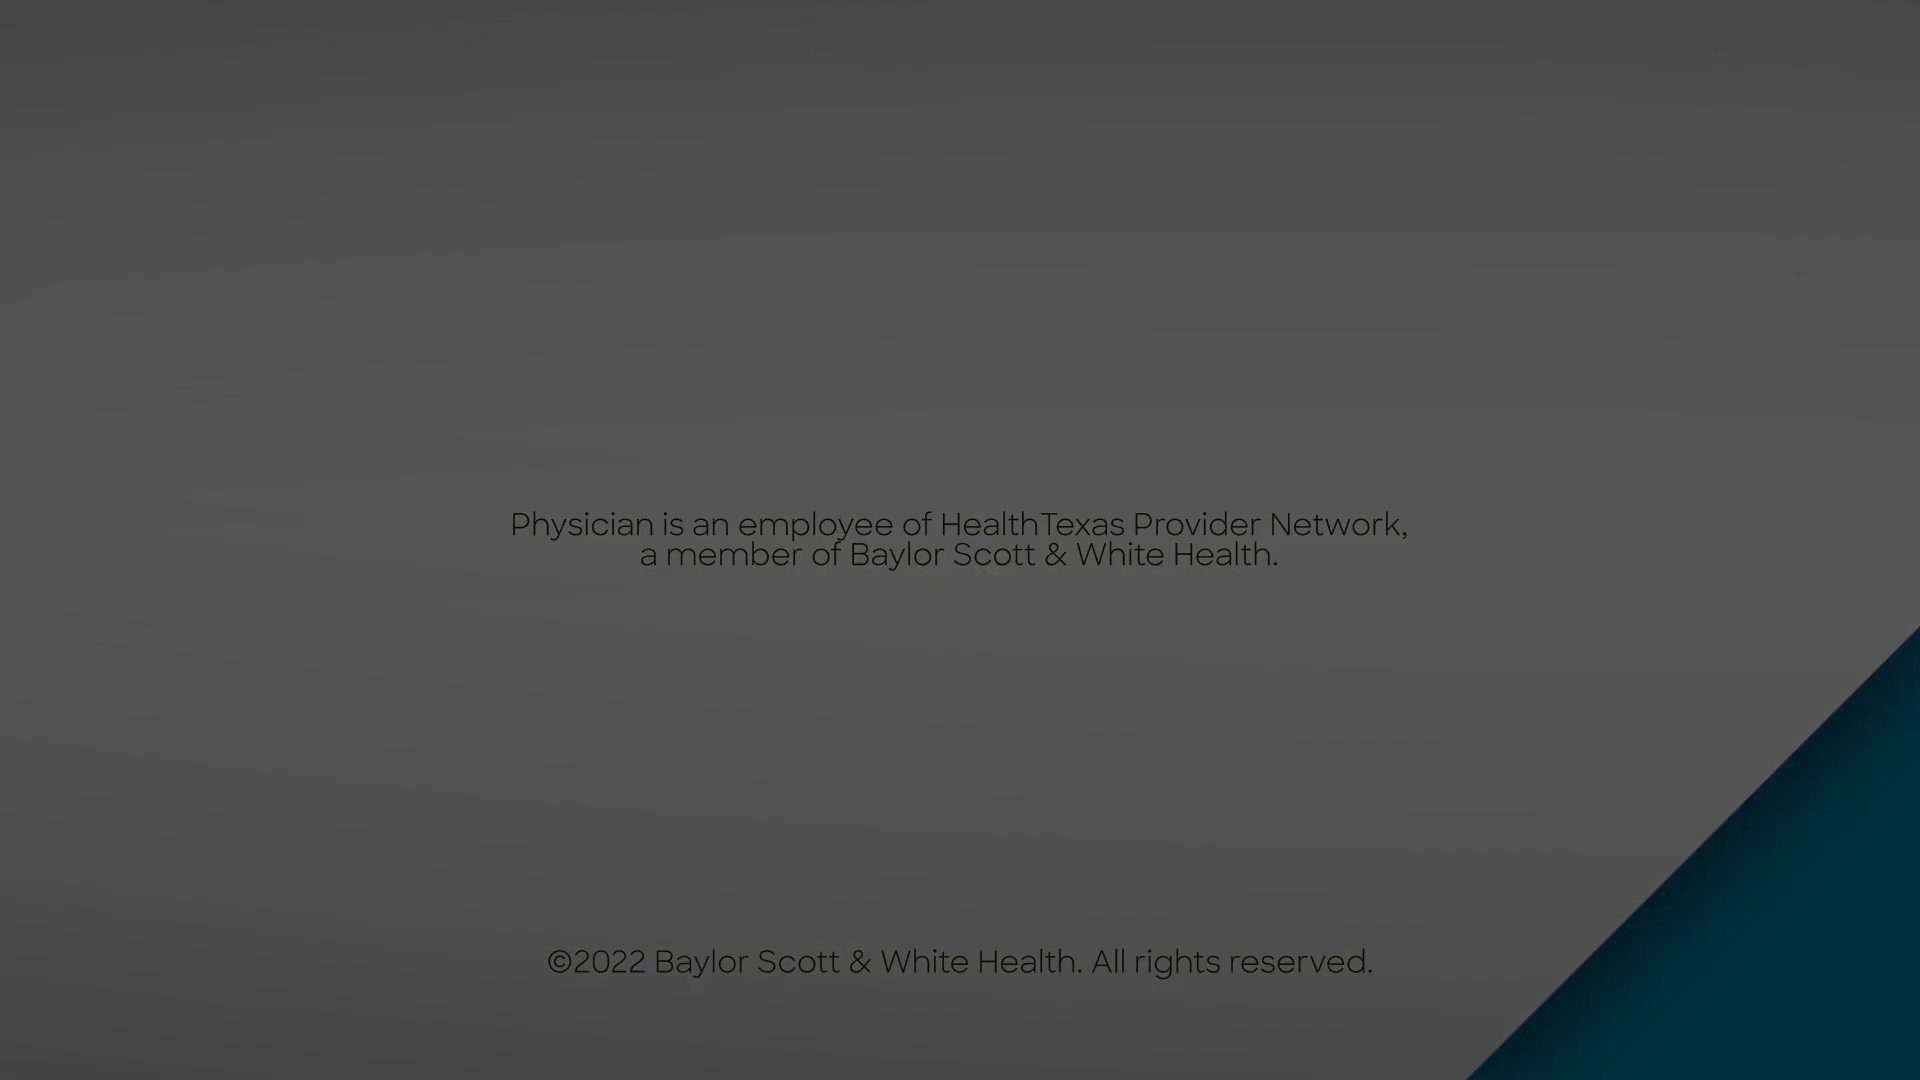 Physician is an employee of HealthTexas Provider Network,
a member of Baylor Scott & White Health.
©2022 Baylor Scott & White Health. All rights reserved.